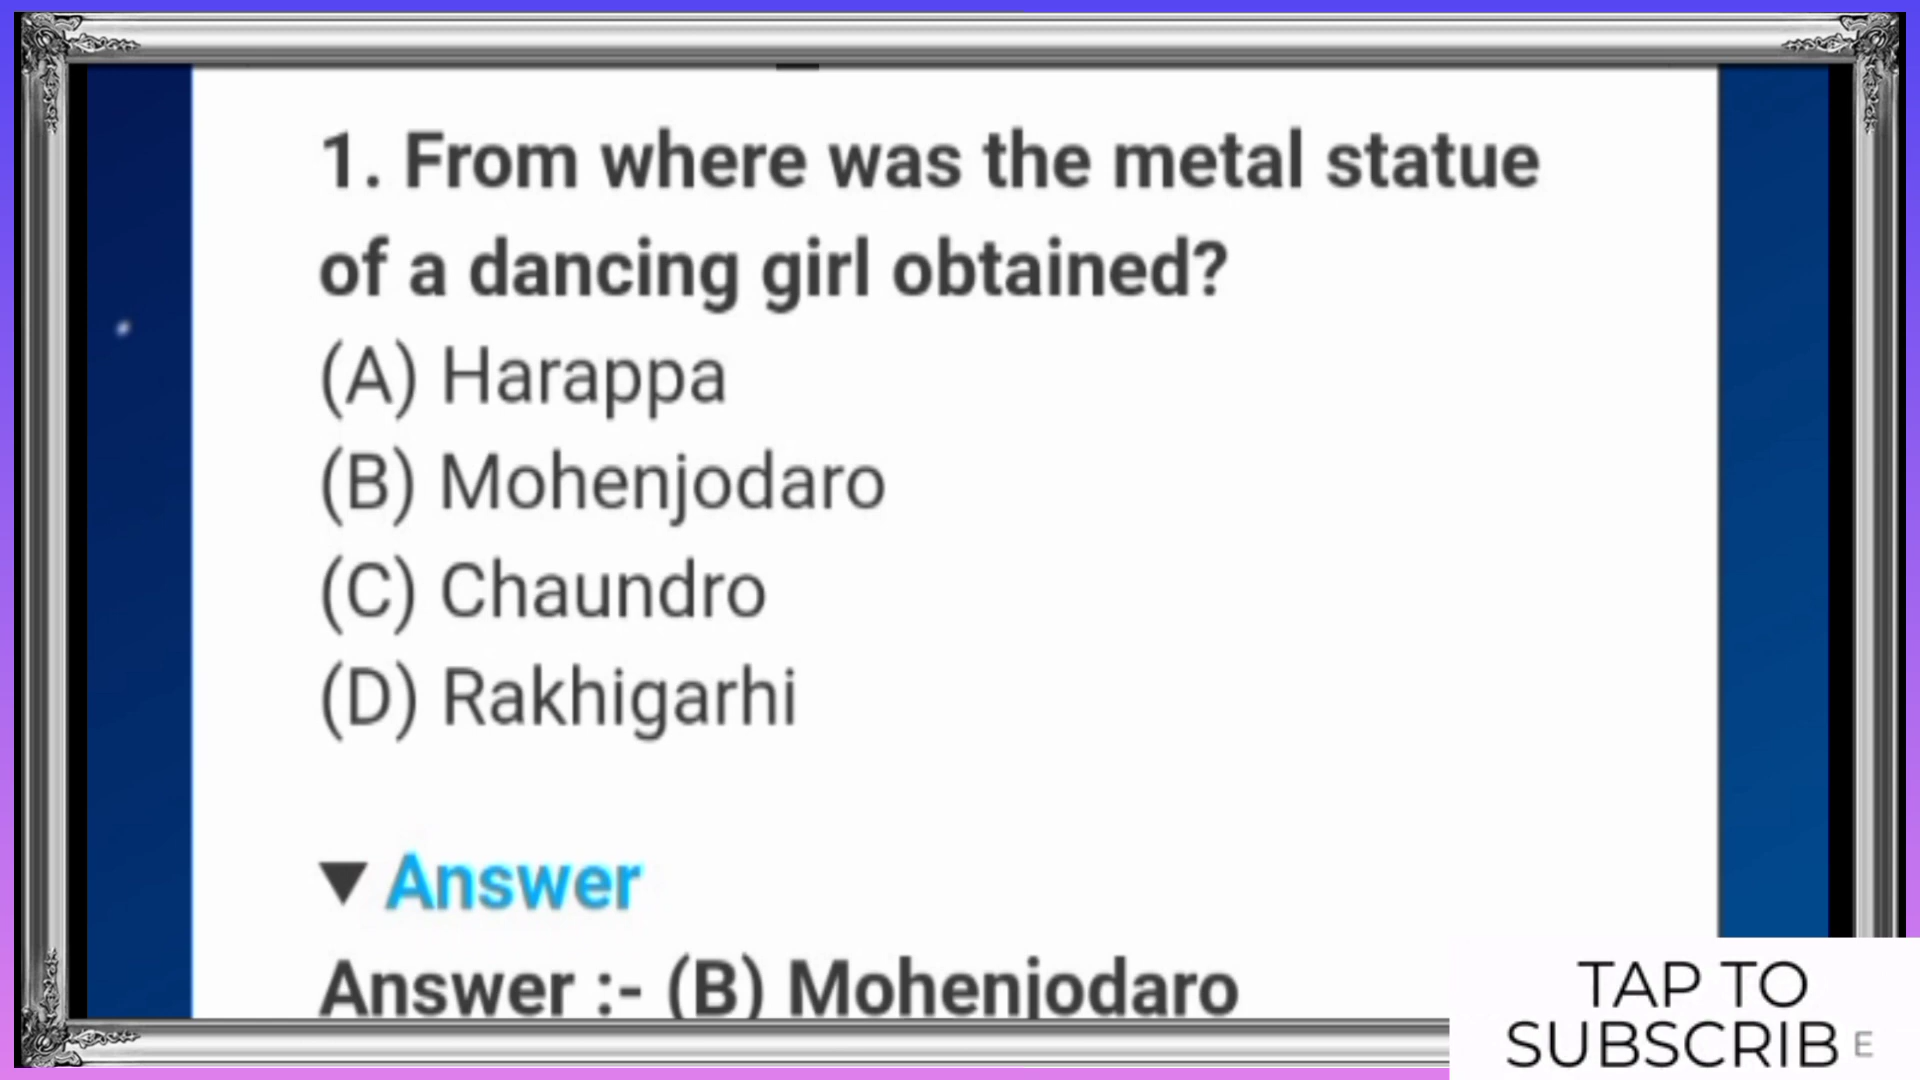 1. From where was the metal statue
of a dancing girl obtained?
(A) Harappa
(B) Mohenjodaro
(C) Chaundro
(D) Rakhigarhi
▼ Answer
Answer :- (B) Mohenjodaro
TAP TO
SUBSCRIBE